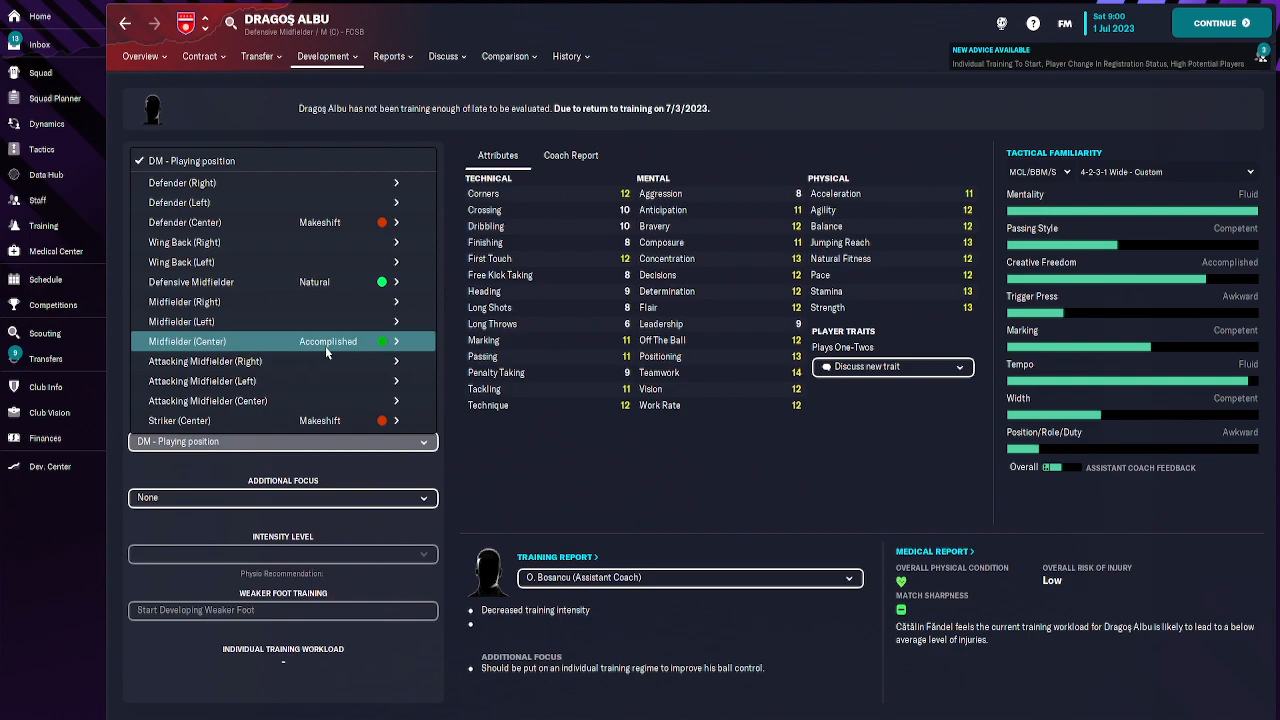 Home
13
Inbox
Squad
Squad Planner
Dynamics
Tactics
Data Hub
Staff
Training
Medical Center
Schedule
Competitions
Scouting
9
Transfers
Club Info
Club Vision
Finances
Dev. Center
DRAGOŞ ALBU
Defensive Midfielder / M (C) - FCSB
FM
Sat 9:00
1 Jul 2023
CONTINUE
Overview
Contract
Transfer
Development
Reports
Discuss
Comparison
History
NEW ADVICE AVAILABLE
Individual Training To Start, Player Change In Registration Status, High Potential Players
3
Dragoş Albu has not been training enough of late to be evaluated. Due to return to training on 7/3/2023.
DM - Playing position
Defender (Right)
Defender (Left)
Defender (Center) Makeshift
Wing Back (Right)
Wing Back (Left)
Defensive Midfielder Natural
Midfielder (Right)
Midfielder (Left)
Midfielder (Center) Accomplished
Attacking Midfielder (Right)
Attacking Midfielder (Left)
Attacking Midfielder (Center)
Striker (Center) Makeshift
DM - Playing position
ADDITIONAL FOCUS
None
INTENSITY LEVEL
Physio Recommendation:
WEAKER FOOT TRAINING
Start Developing Weaker Foot
INDIVIDUAL TRAINING WORKLOAD
-
Attributes
Coach Report
TECHNICAL
Corners 12
Crossing 10
Dribbling 10
Finishing 8
First Touch 12
Free Kick Taking 8
Heading 9
Long Shots 8
Long Throws 6
Marking 11
Passing 11
Penalty Taking 9
Tackling 11
Technique 12
MENTAL
Aggression 8
Anticipation 11
Bravery 12
Composure 11
Concentration 13
Decisions 12
Determination 12
Flair 12
Leadership 9
Off The Ball 12
Positioning 13
Teamwork 14
Vision 12
Work Rate 12
PHYSICAL
Acceleration 11
Agility 12
Balance 12
Jumping Reach 13
Natural Fitness 12
Pace 12
Stamina 13
Strength 13
PLAYER TRAITS
Plays One-Twos
Discuss new trait
TACTICAL FAMILIARITY
MCL/BBM/S
4-2-3-1 Wide - Custom
Mentality Fluid
Passing Style Competent
Creative Freedom Accomplished
Trigger Press Awkward
Marking Competent
Tempo Fluid
Width Competent
Position/Role/Duty Awkward
Overall
ASSISTANT COACH FEEDBACK
TRAINING REPORT
O. Bosancu (Assistant Coach)
Decreased training intensity
ADDITIONAL FOCUS
Should be put on an individual training regime to improve his ball control.
MEDICAL REPORT
OVERALL PHYSICAL CONDITION
OVERALL RISK OF INJURY
Low
MATCH SHARPNESS
Cătălin Fândel feels the current training workload for Dragoş Albu is likely to lead to a below
average level of injuries.